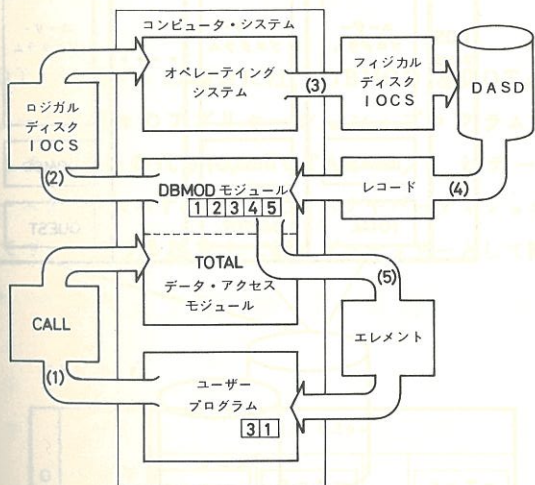 コンピュータ・システム
オペレーティング
システム
(3)
フィジカル
ディスク
IOCS
DASD
ロジガル
ディスク
IOCS
(2)
DBMOD モジュール
1 2 3 4 5
レコード
(4)
TOTAL
データ・アクセス
モジュール
(5)
CALL
エレメント
(1)
ユーザー
プログラム
3 1
GUEST